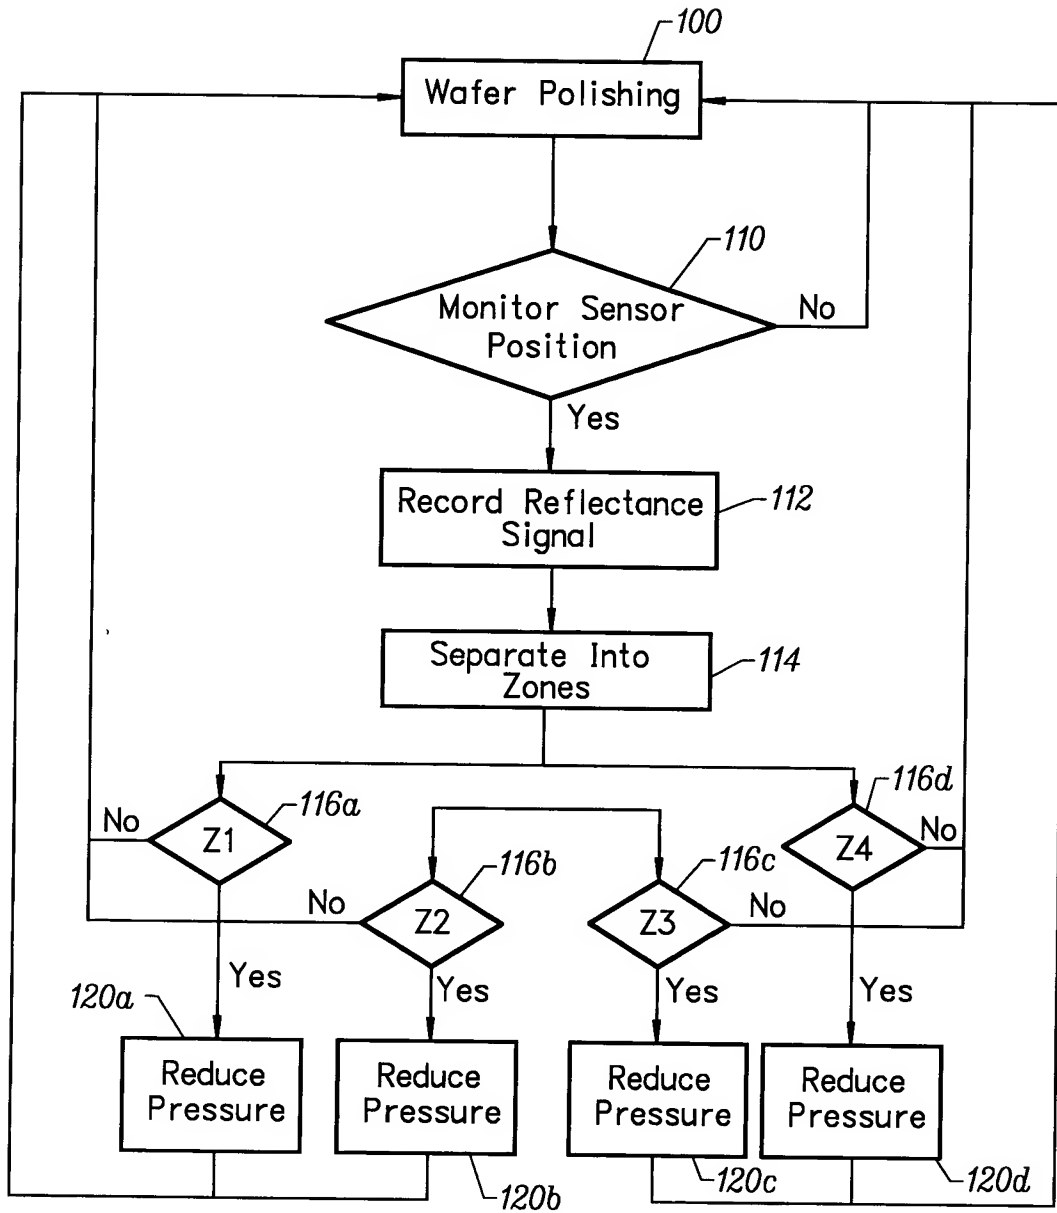 100
Wafer Polishing
110
Monitor Sensor
Position
No
Yes
Record Reflectance
Signal
112
Separate Into
Zones
114
116a
116d
No
Z1
Z4
No
116b
116c
No
Z2
Z3
No
Yes
Yes
Yes
Yes
120a
Reduce
Pressure
Reduce
Pressure
Reduce
Pressure
Reduce
Pressure
120b
120c
120d